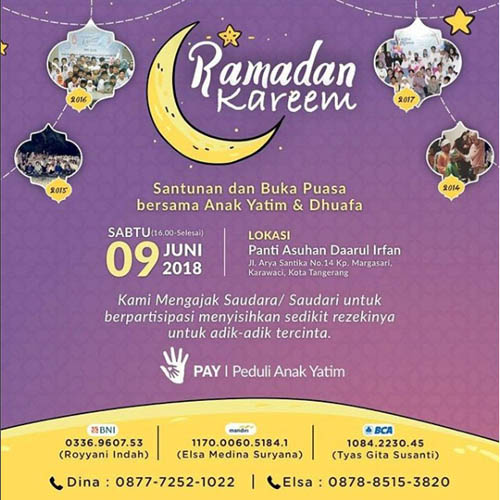 Ramadan
Kareem
2016
2017
2015
2014
Santunan dan Buka Puasa
bersama Anak Yatim & Dhuafa
SABTU(16.00-Selesai)
09 JUNI
2018
LOKASI
Panti Asuhan Daarul Irfan
Jl. Arya Santika No.14 Kp. Margasari,
Karawaci, Kota Tangerang
Kami Mengajak Saudara/ Saudari untuk
berpartisipasi menyisihkan sedikit rezekinya
untuk adik-adik tercinta.
PAY | Peduli Anak Yatim
BNI
0336.9607.53
(Royyani Indah)
mandiri
1170.0060.5184.1
(Elsa Medina Suryana)
BCA
1084.2230.45
(Tyas Gita Susanti)
Dina : 0877-7252-1022 | Elsa : 0878-8515-3820